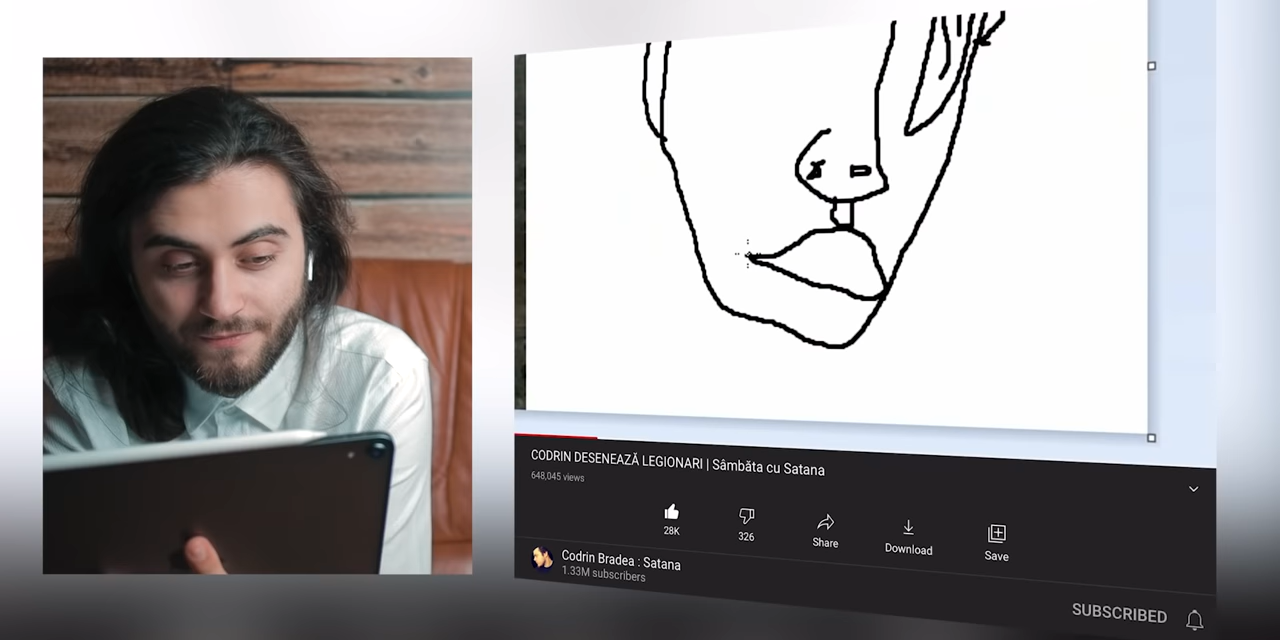 CODRIN DESENEAZĂ LEGIONARI | Sâmbăta cu Satana
648,045 views
28K
326
Share
Download
Save
Codrin Bradea : Satana
1.33M subscribers
SUBSCRIBED